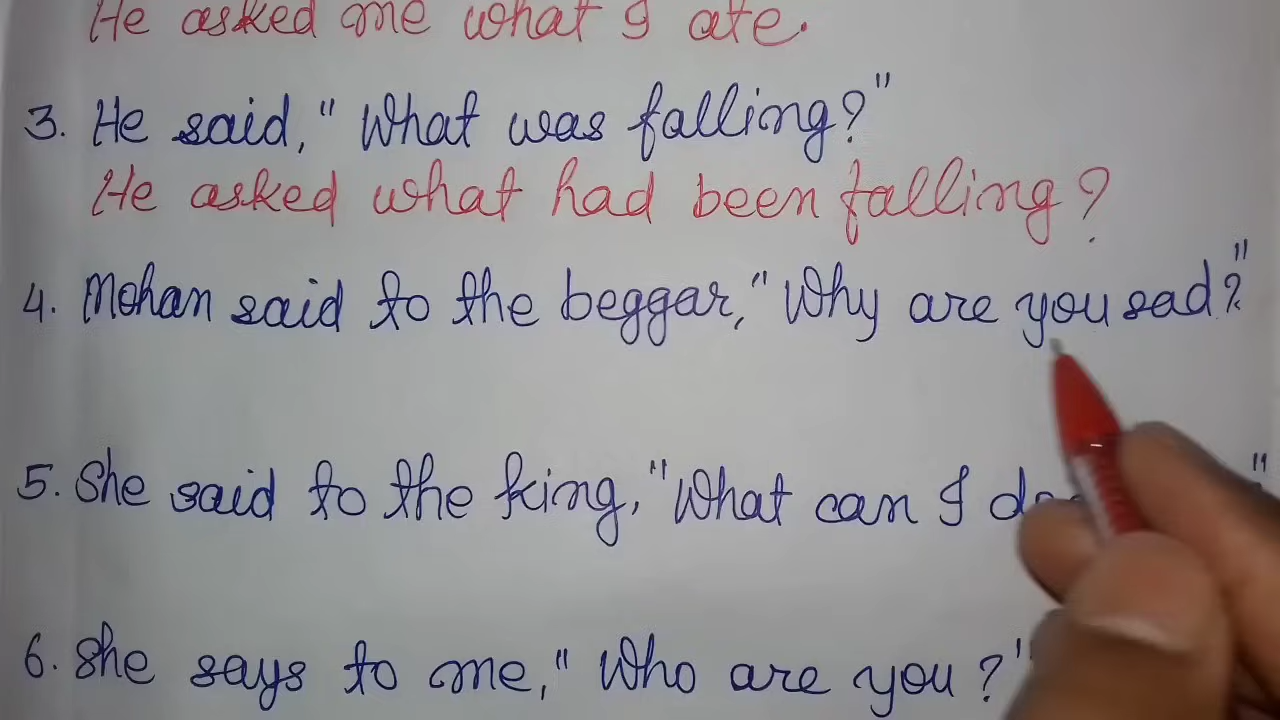 He asked me what I ate.
3. He said, "What was falling?"
He asked what had been falling?
4. Mohan said to the beggar, "Why are you sad?"
5. She said to the king, "What can I "
6. She says to me, "Who are you?"